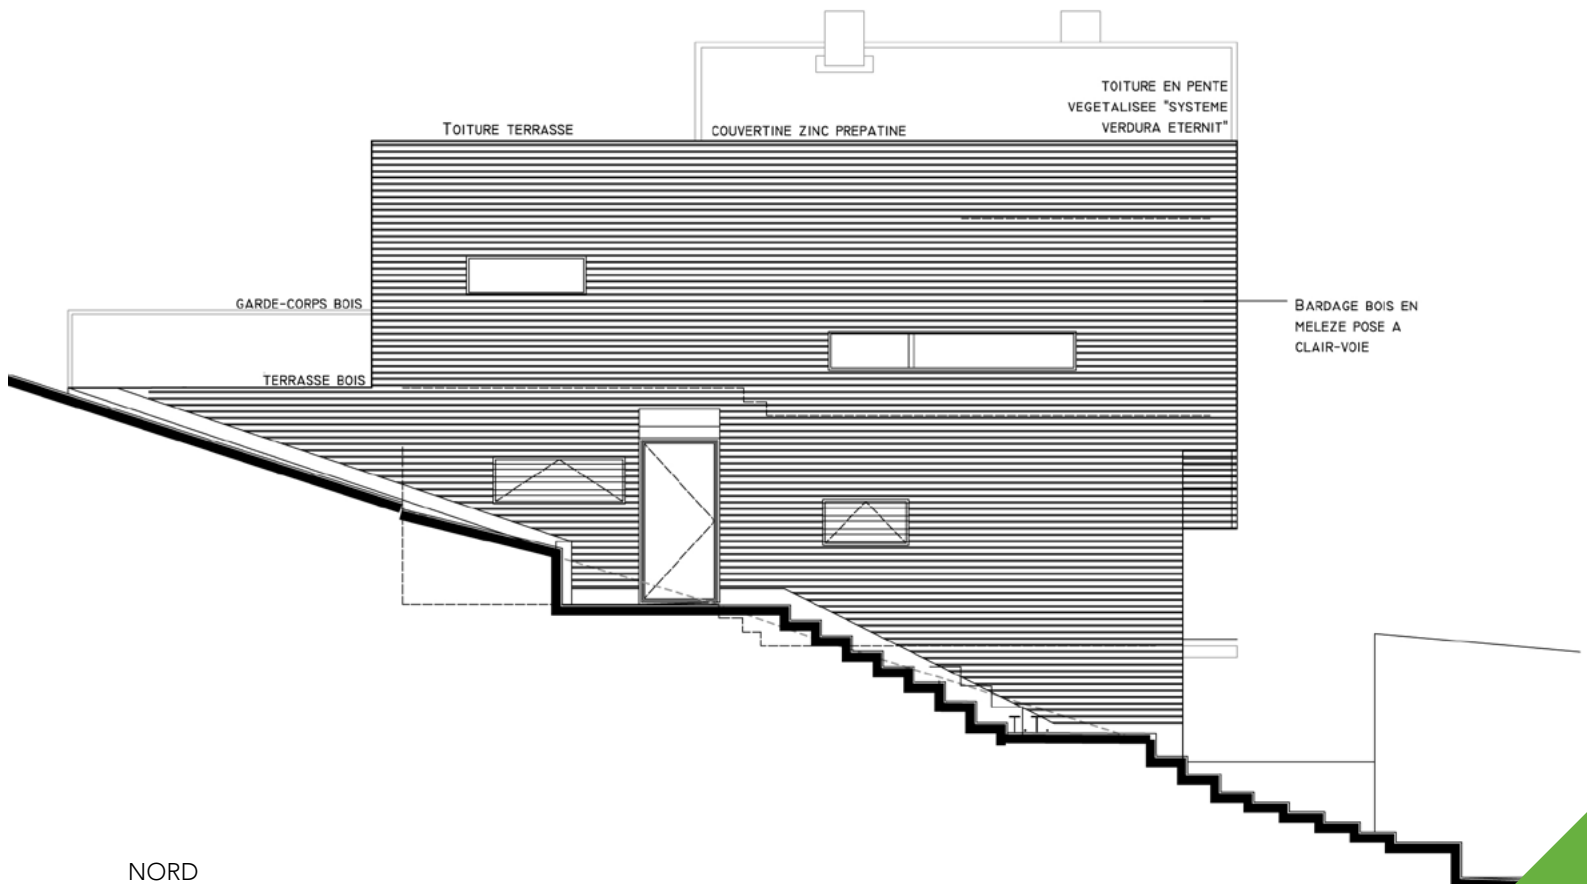 TOITURE EN PENTE
VEGETALISEE "SYSTEME
VERDURA ETERNIT"
TOITURE TERRASSE
COUVERTINE ZINC PREPATINE
GARDE-CORPS BOIS
BARDAGE BOIS EN
MELEZE POSE A
CLAIR-VOIE
TERRASSE BOIS
T.T.
NORD